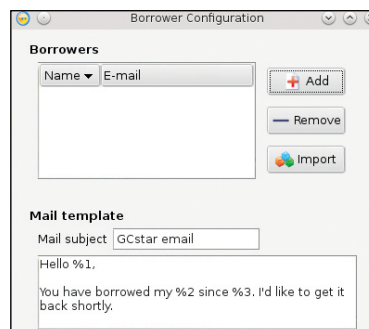 Borrower Configuration
Borrowers
Name E-mail
Add
Remove
Import
Mail template
Mail subject GCstar email
Hello %1,
You have borrowed my %2 since %3. I'd like to get it
back shortly.